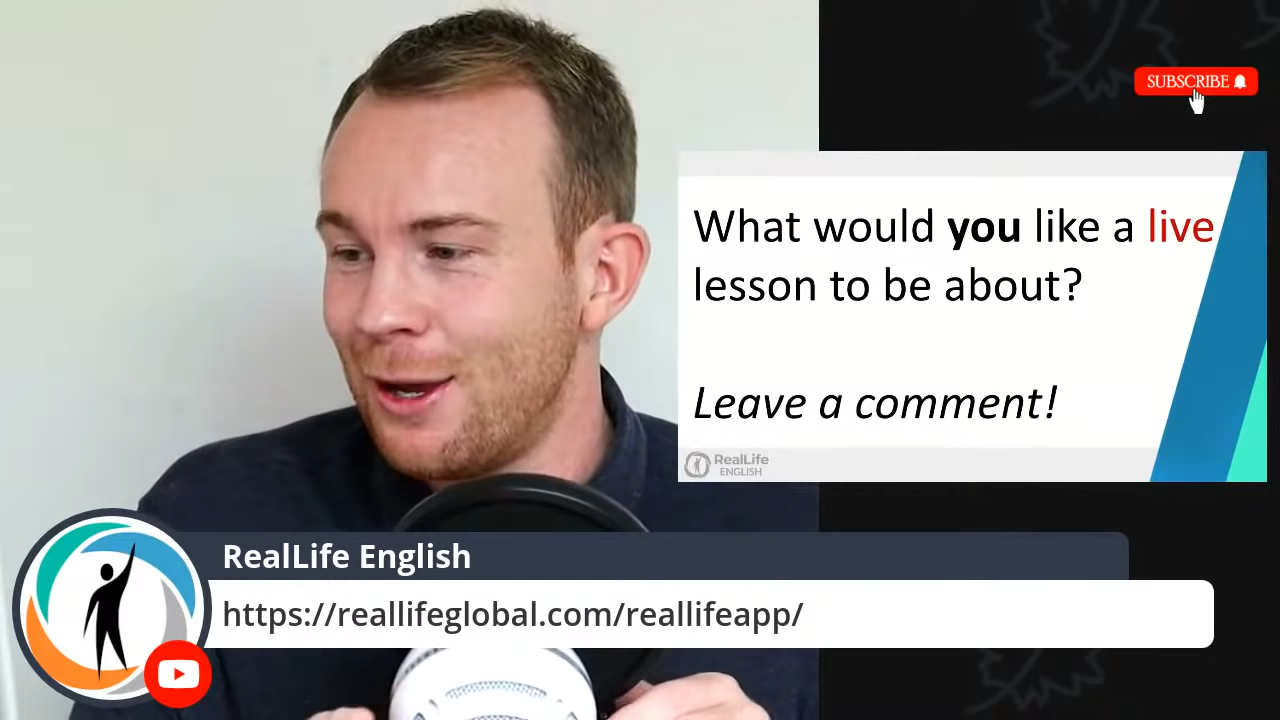 SUBSCRIBE
What would you like a live
lesson to be about?
Leave a comment!
RealLife
ENGLISH
RealLife English
https://reallifeglobal.com/reallifeapp/